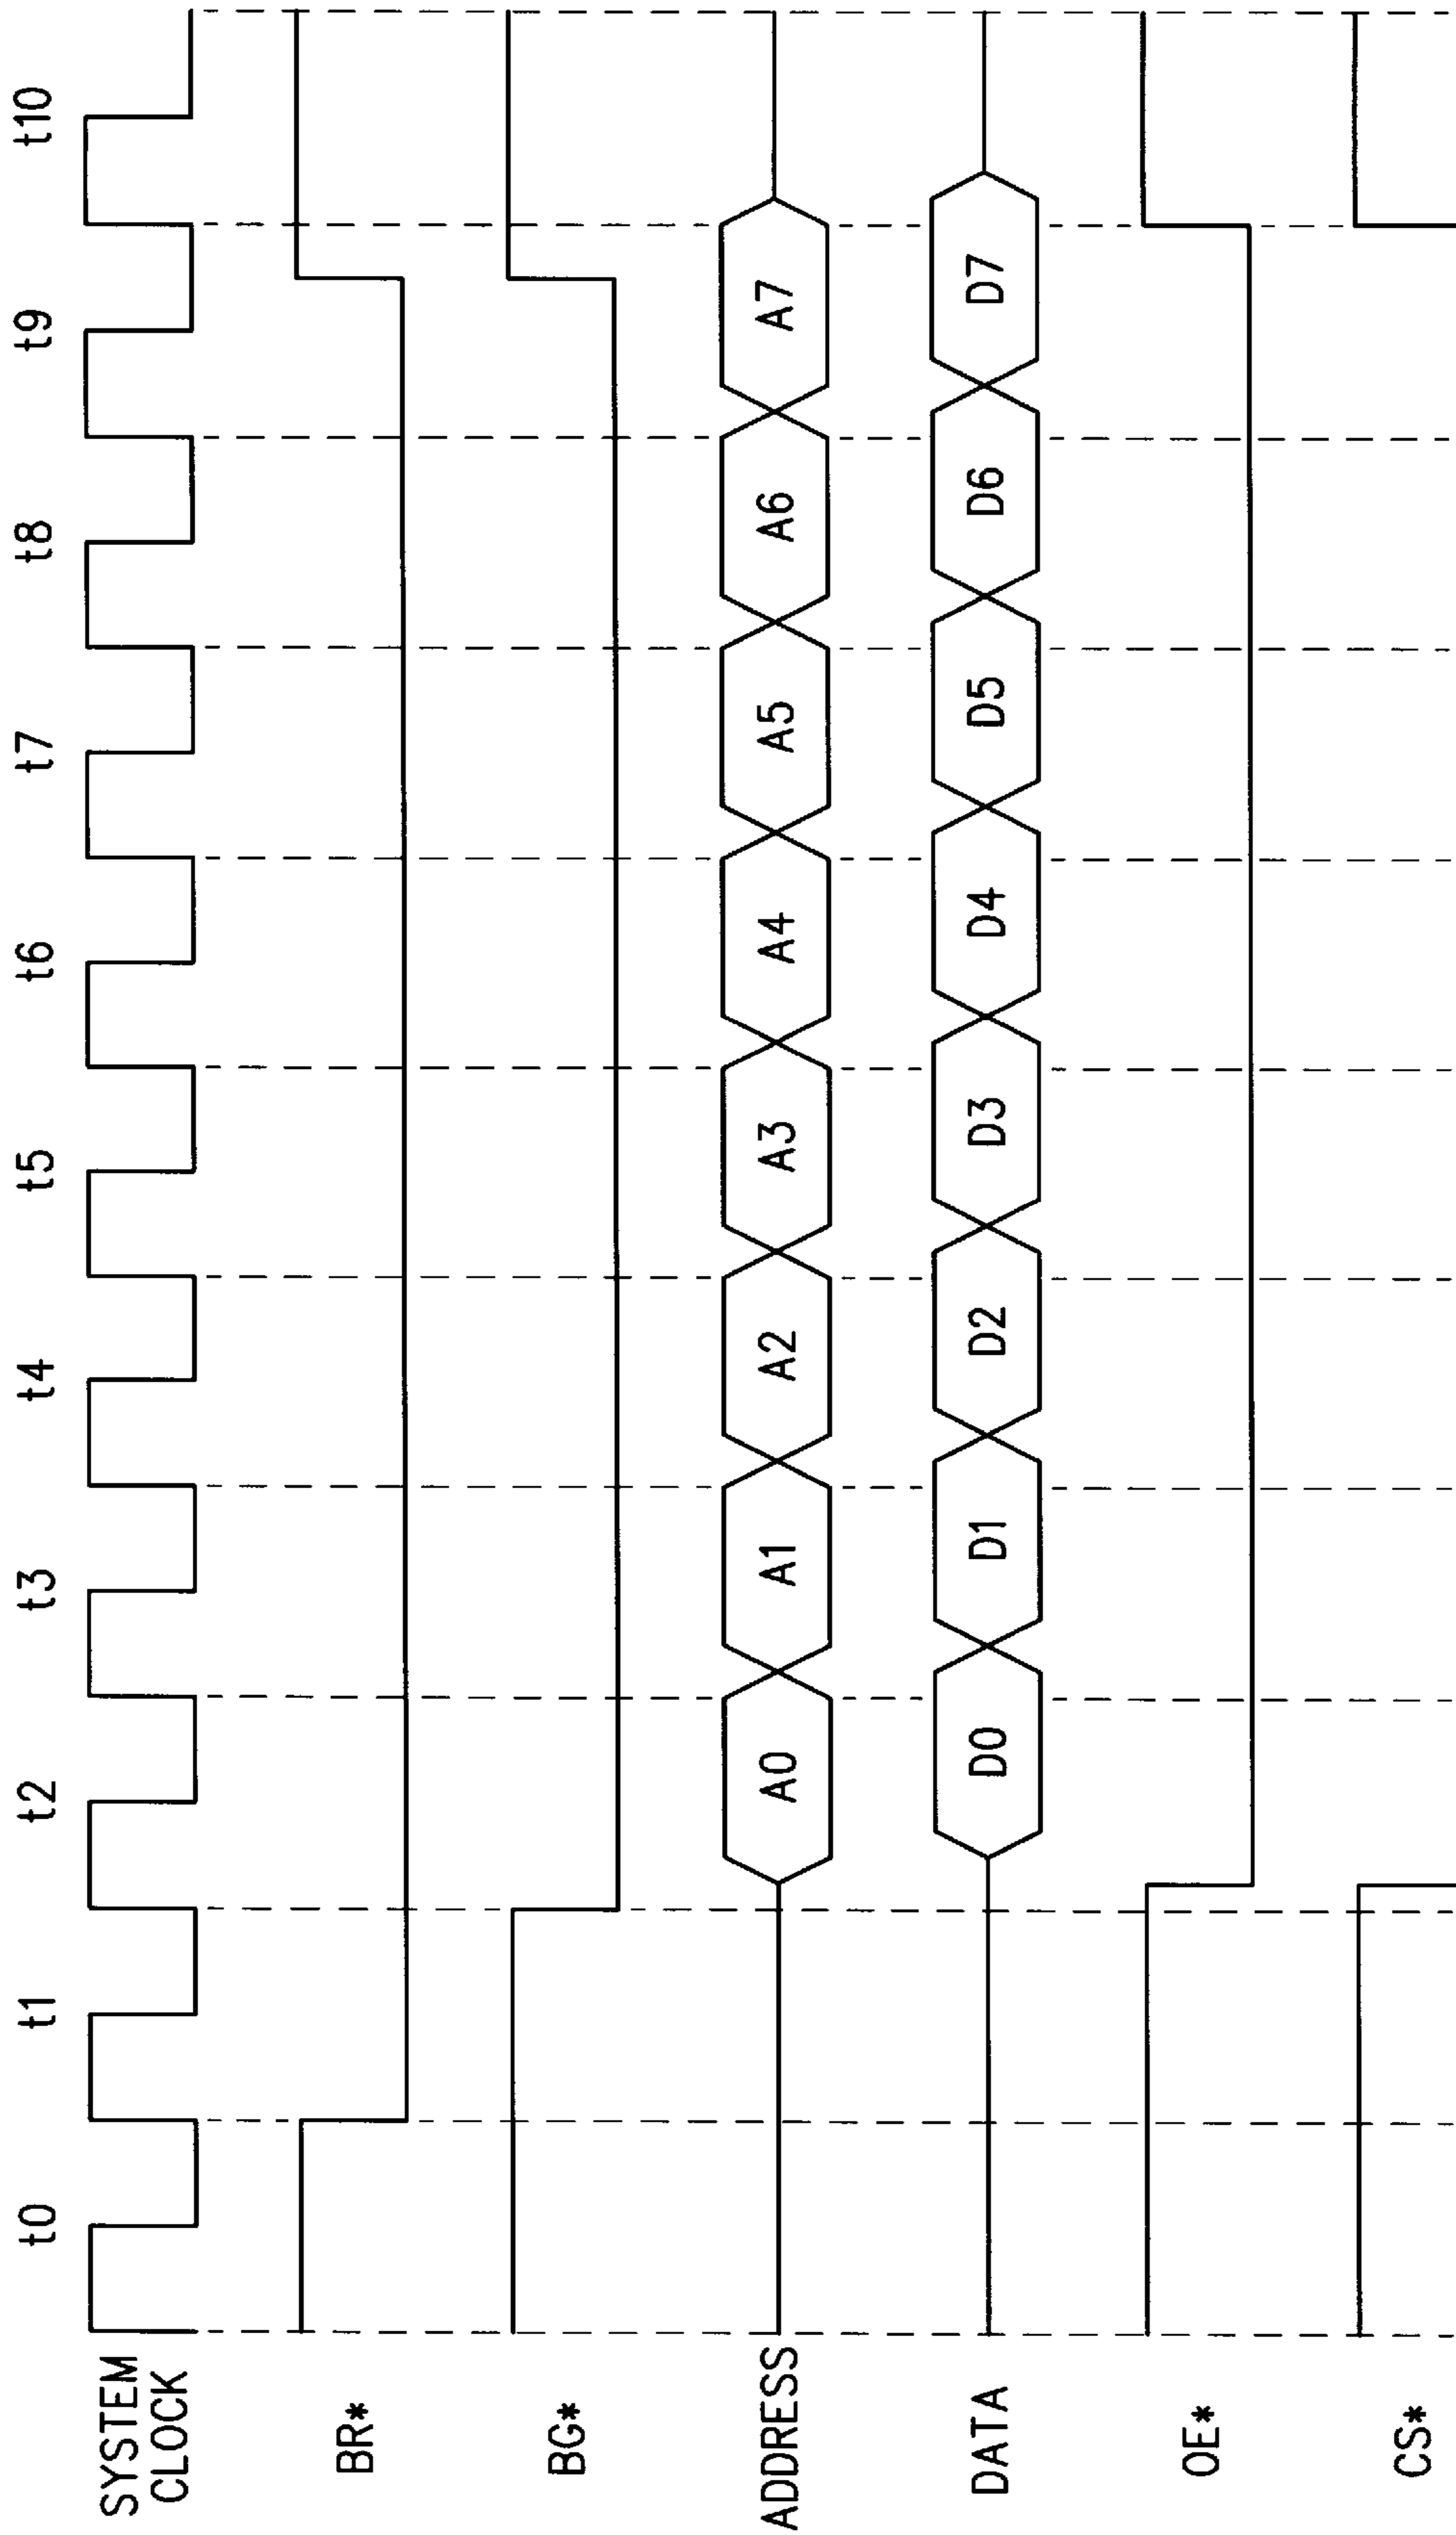 t0 t1 t2 t3 t4 t5 t6 t7 t8 t9 t10
SYSTEM
CLOCK
BR*
BG*
ADDRESS A0 A1 A2 A3 A4 A5 A6 A7
DATA D0 D1 D2 D3 D4 D5 D6 D7
OE*
CS*